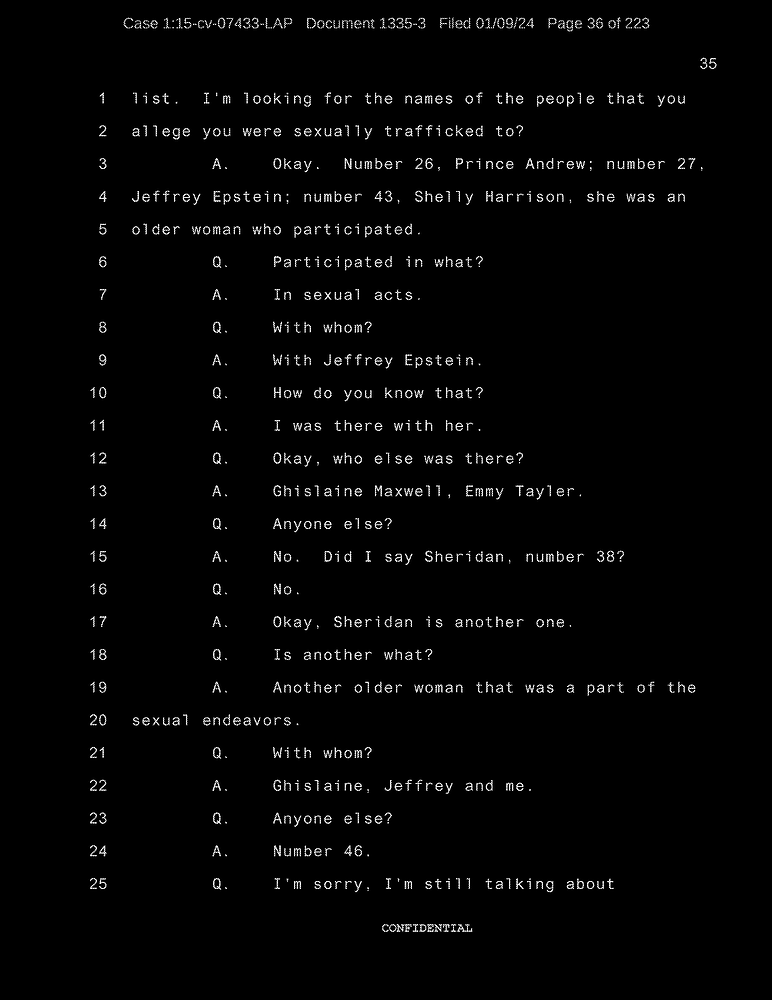 Case 1:15-cv-07433-LAP Document 1335-3 Filed 01/09/24 Page 36 of 223
35
1 list. I'm looking for the names of the people that you
2 allege you were sexually trafficked to?
3 A. Okay. Number 26, Prince Andrew; number 27,
4 Jeffrey Epstein; number 43, Shelly Harrison, she was an
5 older woman who participated.
6 Q. Participated in what?
7 A. In sexual acts.
8 Q. With whom?
9 A. With Jeffrey Epstein.
10 Q. How do you know that?
11 A. I was there with her.
12 Q. Okay, who else was there?
13 A. Ghislaine Maxwell, Emmy Tayler.
14 Q. Anyone else?
15 A. No. Did I say Sheridan, number 38?
16 Q. No.
17 A. Okay, Sheridan is another one.
18 Q. Is another what?
19 A. Another older woman that was a part of the
20 sexual endeavors.
21 Q. With whom?
22 A. Ghislaine, Jeffrey and me.
23 Q. Anyone else?
24 A. Number 46.
25 Q. I'm sorry, I'm still talking about
CONFIDENTIAL